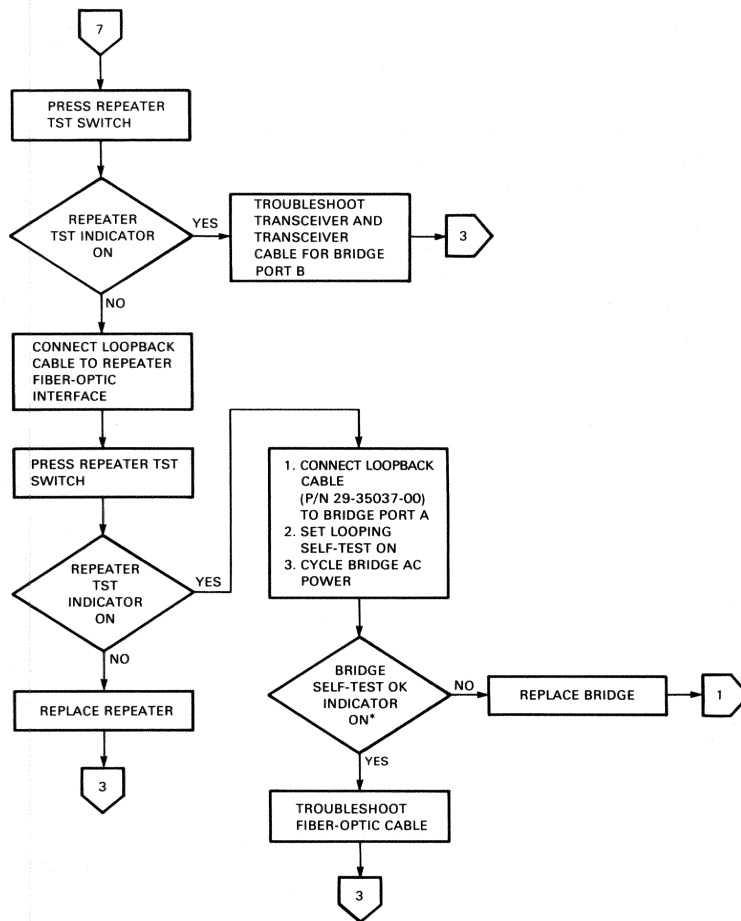 7
PRESS REPEATER
TST SWITCH
REPEATER
TST INDICATOR
ON
YES
TROUBLESHOOT
TRANSCEIVER AND
TRANSCEIVER
CABLE FOR BRIDGE
PORT B
3
NO
CONNECT LOOPBACK
CABLE TO REPEATER
FIBER-OPTIC
INTERFACE
PRESS REPEATER TST
SWITCH
REPEATER
TST
INDICATOR
ON
YES
1. CONNECT LOOPBACK
CABLE
(P/N 29-35037-00)
TO BRIDGE PORT A
2. SET LOOPING
SELF-TEST ON
3. CYCLE BRIDGE AC
POWER
NO
REPLACE REPEATER
3
BRIDGE
SELF-TEST OK
INDICATOR
ON*
NO
REPLACE BRIDGE
1
YES
TROUBLESHOOT
FIBER-OPTIC CABLE
3